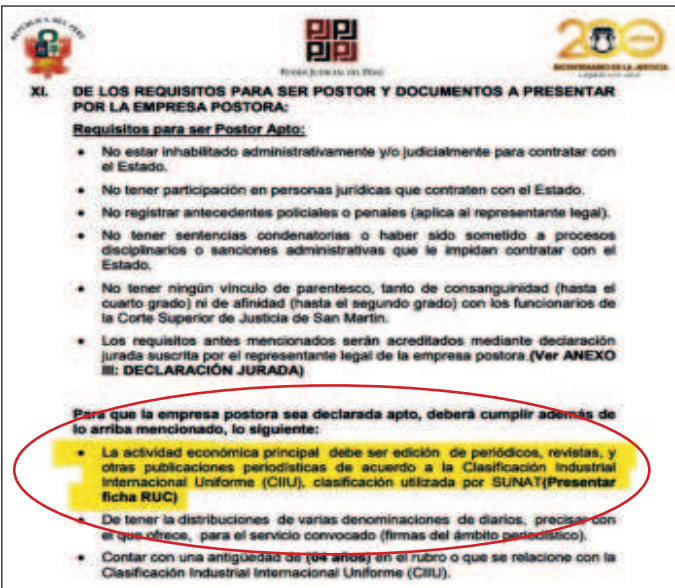 REPÚBLICA DEL PERÚ
PODER JUDICIAL DEL PERÚ
200
BICENTENARIO DE LA JUSTICIA
XI. DE LOS REQUISITOS PARA SER POSTOR Y DOCUMENTOS A PRESENTAR
POR LA EMPRESA POSTORA:
Requisitos para ser Postor Apto:
• No estar inhabilitado administrativamente y/o judicialmente para contratar con
el Estado.
• No tener participación en personas jurídicas que contraten con el Estado.
• No registrar antecedentes policiales o penales (aplica al representante legal).
• No tener sentencias condenatorias o haber sido sometido a procesos
disciplinarios o sanciones administrativas que le impidan contratar con el
Estado.
• No tener ningún vínculo de parentesco, tanto de consanguinidad (hasta el
cuarto grado) ni de afinidad (hasta el segundo grado) con los funcionarios de
la Corte Superior de Justicia de San Martín.
• Los requisitos antes mencionados serán acreditados mediante declaración
jurada suscrita por el representante legal de la empresa postora.(Ver ANEXO
III: DECLARACIÓN JURADA)
Para que la empresa postora sea declarada apto, deberá cumplir además de
lo arriba mencionado, lo siguiente:
• La actividad económica principal debe ser edición de periódicos, revistas, y
otras publicaciones periodísticas de acuerdo a la Clasificación Industrial
Internacional Uniforme (CIIU), clasificación utilizada por SUNAT(Presentar
ficha RUC)
• De tener la distribuciones de varias denominaciones de diarios, precisar con
el que ofrece, para el servicio convocado (firmas del ámbito periodístico).
• Contar con una antigüedad de (04 años) en el rubro o que se relacione con la
Clasificación Industrial Internacional Uniforme (CIIU).